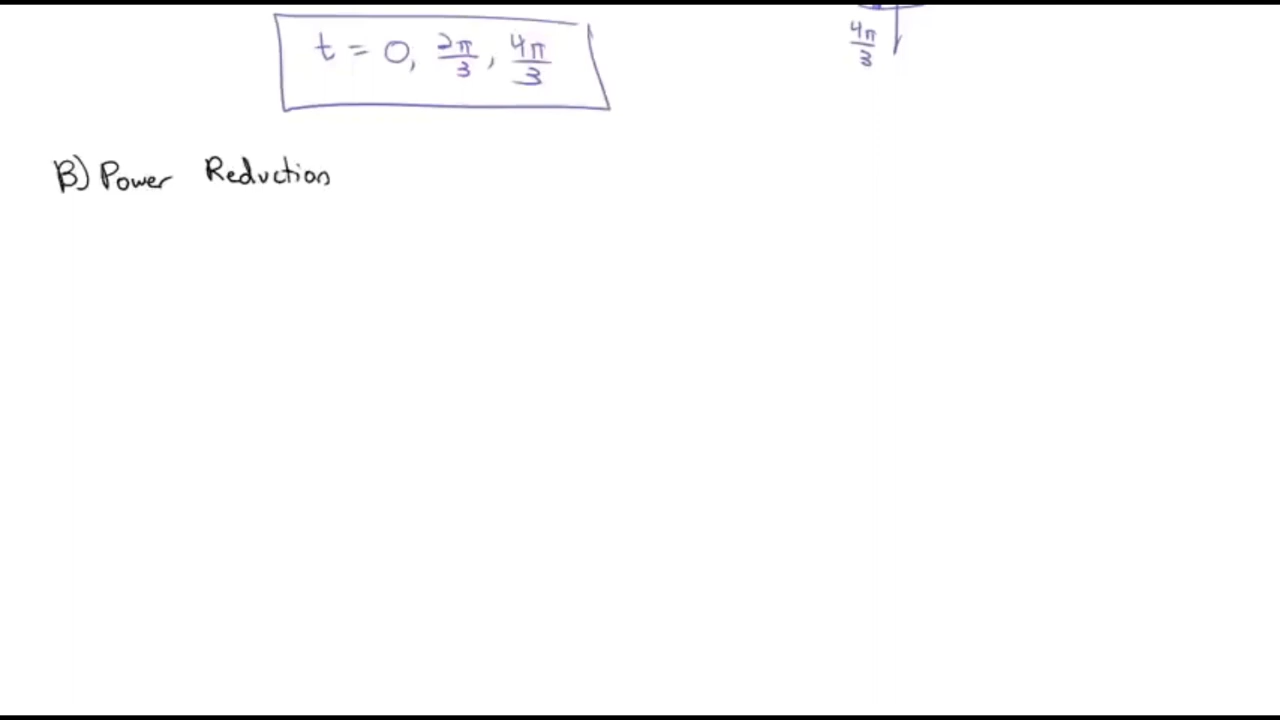 t = 0, 2π/3, 4π/3
4π/3
B) Power Reduction